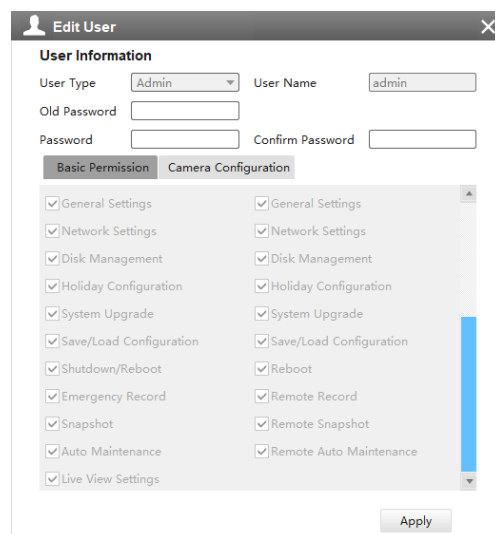 Edit User
User Information
User Type Admin User Name admin
Old Password
Password Confirm Password
Basic Permission Camera Configuration
General Settings General Settings
Network Settings Network Settings
Disk Management Disk Management
Holiday Configuration Holiday Configuration
System Upgrade System Upgrade
Save/Load Configuration Save/Load Configuration
Shutdown/Reboot Reboot
Emergency Record Remote Record
Snapshot Remote Snapshot
Auto Maintenance Remote Auto Maintenance
Live View Settings
Apply